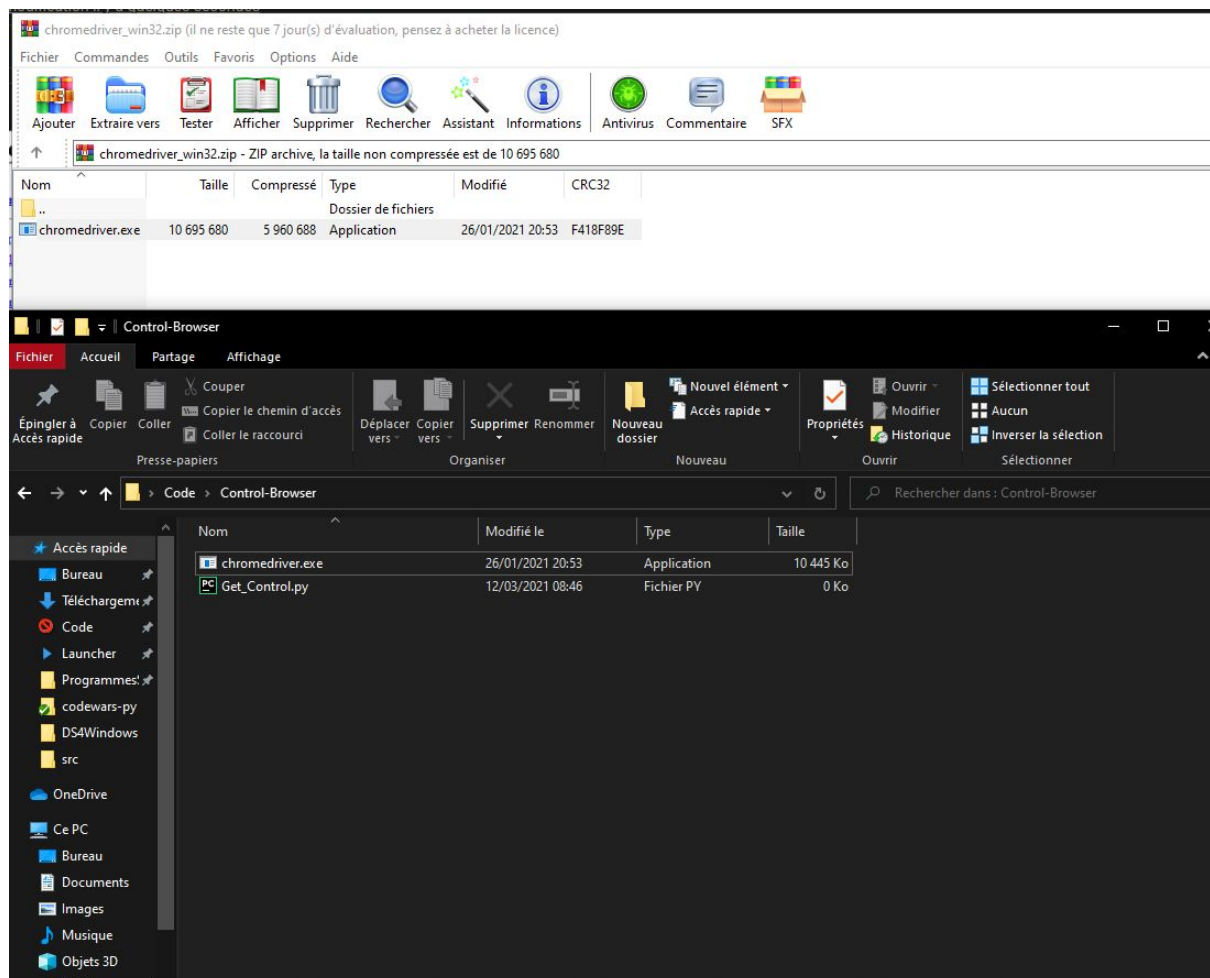 chromedriver_win32.zip (il ne reste que 7 jour(s) d'évaluation, pensez à acheter la licence)
Fichier Commandes Outils Favoris Options Aide
Ajouter Extraire vers Tester Afficher Supprimer Rechercher Assistant Informations Antivirus Commentaire SFX
chromedriver_win32.zip - ZIP archive, la taille non compressée est de 10 695 680
Nom Taille Compressé Type Modifié CRC32
.. Dossier de fichiers
chromedriver.exe 10 695 680 5 960 688 Application 26/01/2021 20:53 F418F89E
Control-Browser
Fichier Accueil Partage Affichage
Épingler à Accès rapide
Copier
Coller
Couper
Copier le chemin d'accès
Coller le raccourci
Déplacer vers
Copier vers
Supprimer
Renommer
Nouveau dossier
Nouvel élément
Accès rapide
Propriétés
Ouvrir
Modifier
Historique
Sélectionner tout
Aucun
Inverser la sélection
Presse-papiers Organiser Nouveau Ouvrir Sélectionner
Code > Control-Browser
Rechercher dans : Control-Browser
Nom Modifié le Type Taille
chromedriver.exe 26/01/2021 20:53 Application 10 445 Ko
Get_Control.py 12/03/2021 08:46 Fichier PY 0 Ko
Accès rapide
Bureau
Téléchargeme
Code
Launcher
Programmes
codewars-py
DS4Windows
src
OneDrive
Ce PC
Bureau
Documents
Images
Musique
Objets 3D